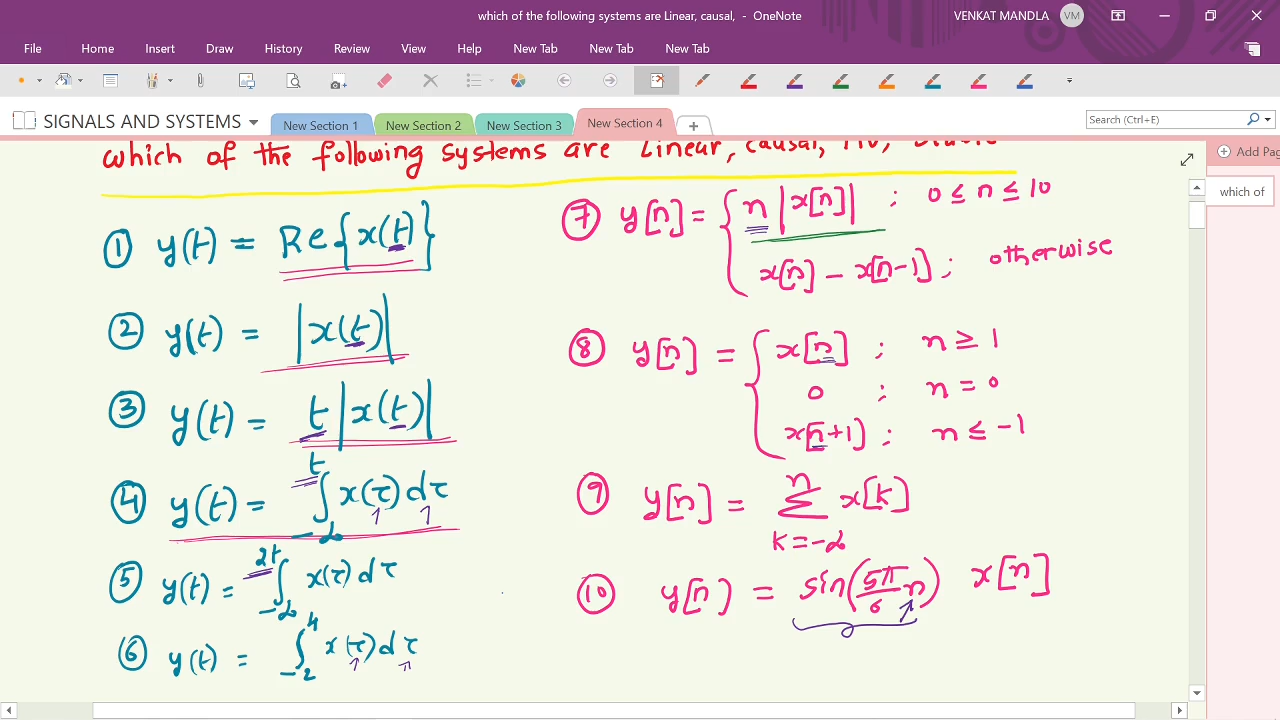 which of the following systems are Linear, causal, - OneNote
VENKAT MANDLA VM
File Home Insert Draw History Review View Help New Tab New Tab New Tab
SIGNALS AND SYSTEMS New Section 1 New Section 2 New Section 3 New Section 4 Search (Ctrl+E)
which of the following systems are Linear, causal,
Add Pag
which of
① y(t) = Re{x(t)}
② y(t) = |x(t)|
③ y(t) = t|x(t)|
④ y(t) = ∫_{-∞}^{t} x(τ) dτ
⑤ y(t) = ∫_{-∞}^{2t} x(τ) dτ
⑥ y(t) = ∫_{-2}^{4} x(τ) dτ
⑦ y[n] = { n|x[n]| ; 0 ≤ n ≤ 10
x[n] - x[n-1] ; otherwise
⑧ y[n] = { x[n] ; n ≥ 1
0 ; n = 0
x[n+1] ; n ≤ -1
⑨ y[n] = Σ_{k=-∞}^{n} x[k]
⑩ y[n] = sin(5π/6 n) x[n]